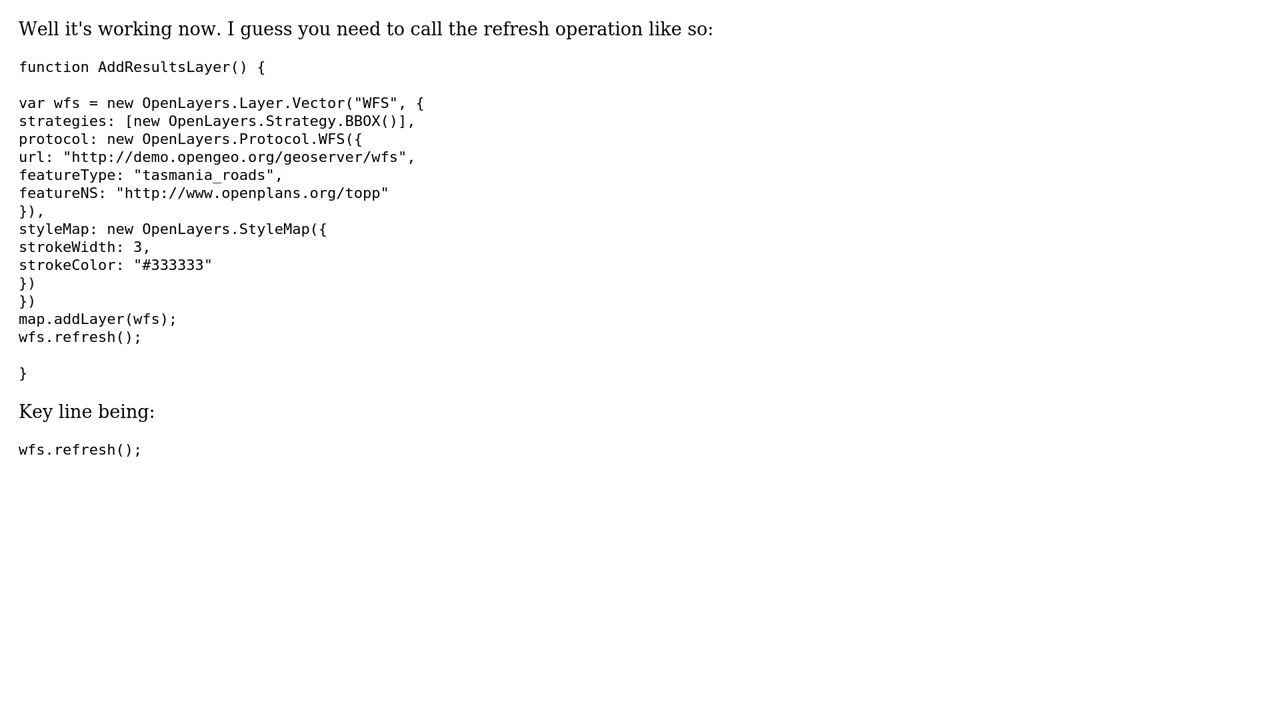 Well it's working now. I guess you need to call the refresh operation like so:
function AddResultsLayer() {
var wfs = new OpenLayers.Layer.Vector("WFS", {
strategies: [new OpenLayers.Strategy.BBOX()],
protocol: new OpenLayers.Protocol.WFS({
url: "http://demo.opengeo.org/geoserver/wfs",
featureType: "tasmania_roads",
featureNS: "http://www.openplans.org/topp"
}),
styleMap: new OpenLayers.StyleMap({
strokeWidth: 3,
strokeColor: "#333333"
})
})
map.addLayer(wfs);
wfs.refresh();
}
Key line being:
wfs.refresh();